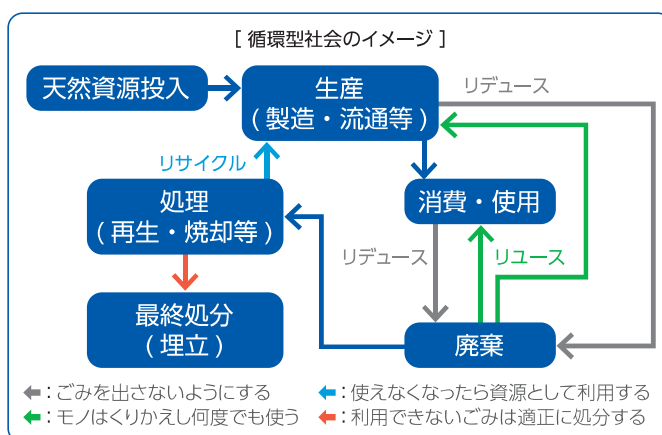 [ 循環型社会のイメージ ]
天然資源投入
生産
(製造・流通等)
リデュース
リサイクル
処理
(再生・焼却等)
消費・使用
リデュース
リユース
最終処分
(埋立)
廃棄
←：ごみを出さないようにする
←：使えなくなったら資源として利用する
←：モノはくりかえし何度でも使う
←：利用できないごみは適正に処分する